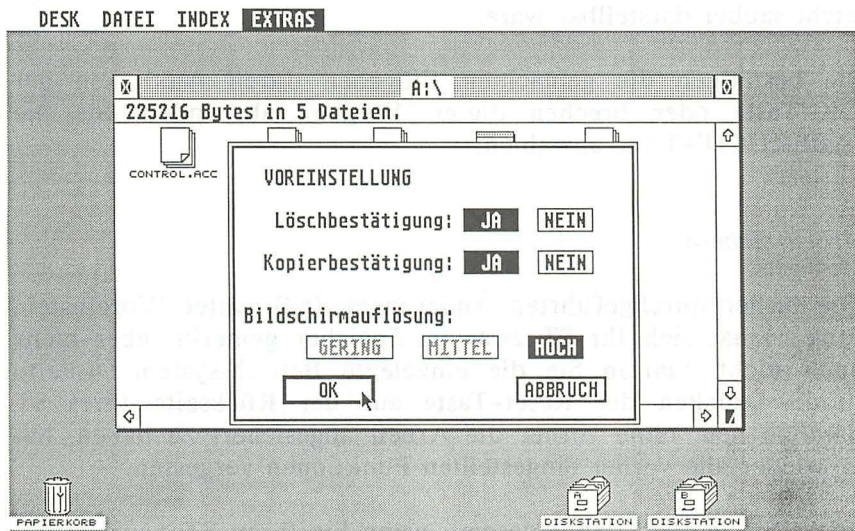 DESK DATEI INDEX EXTRAS
A:\
225216 Bytes in 5 Dateien.
CONTROL.ACC
VOREINSTELLUNG
Löschbestätigung: JA NEIN
Kopierbestätigung: JA NEIN
Bildschirmauflösung:
GERING MITTEL HOCH
OK ABBRUCH
PAPIERKORB
A B
DISKSTATION DISKSTATION